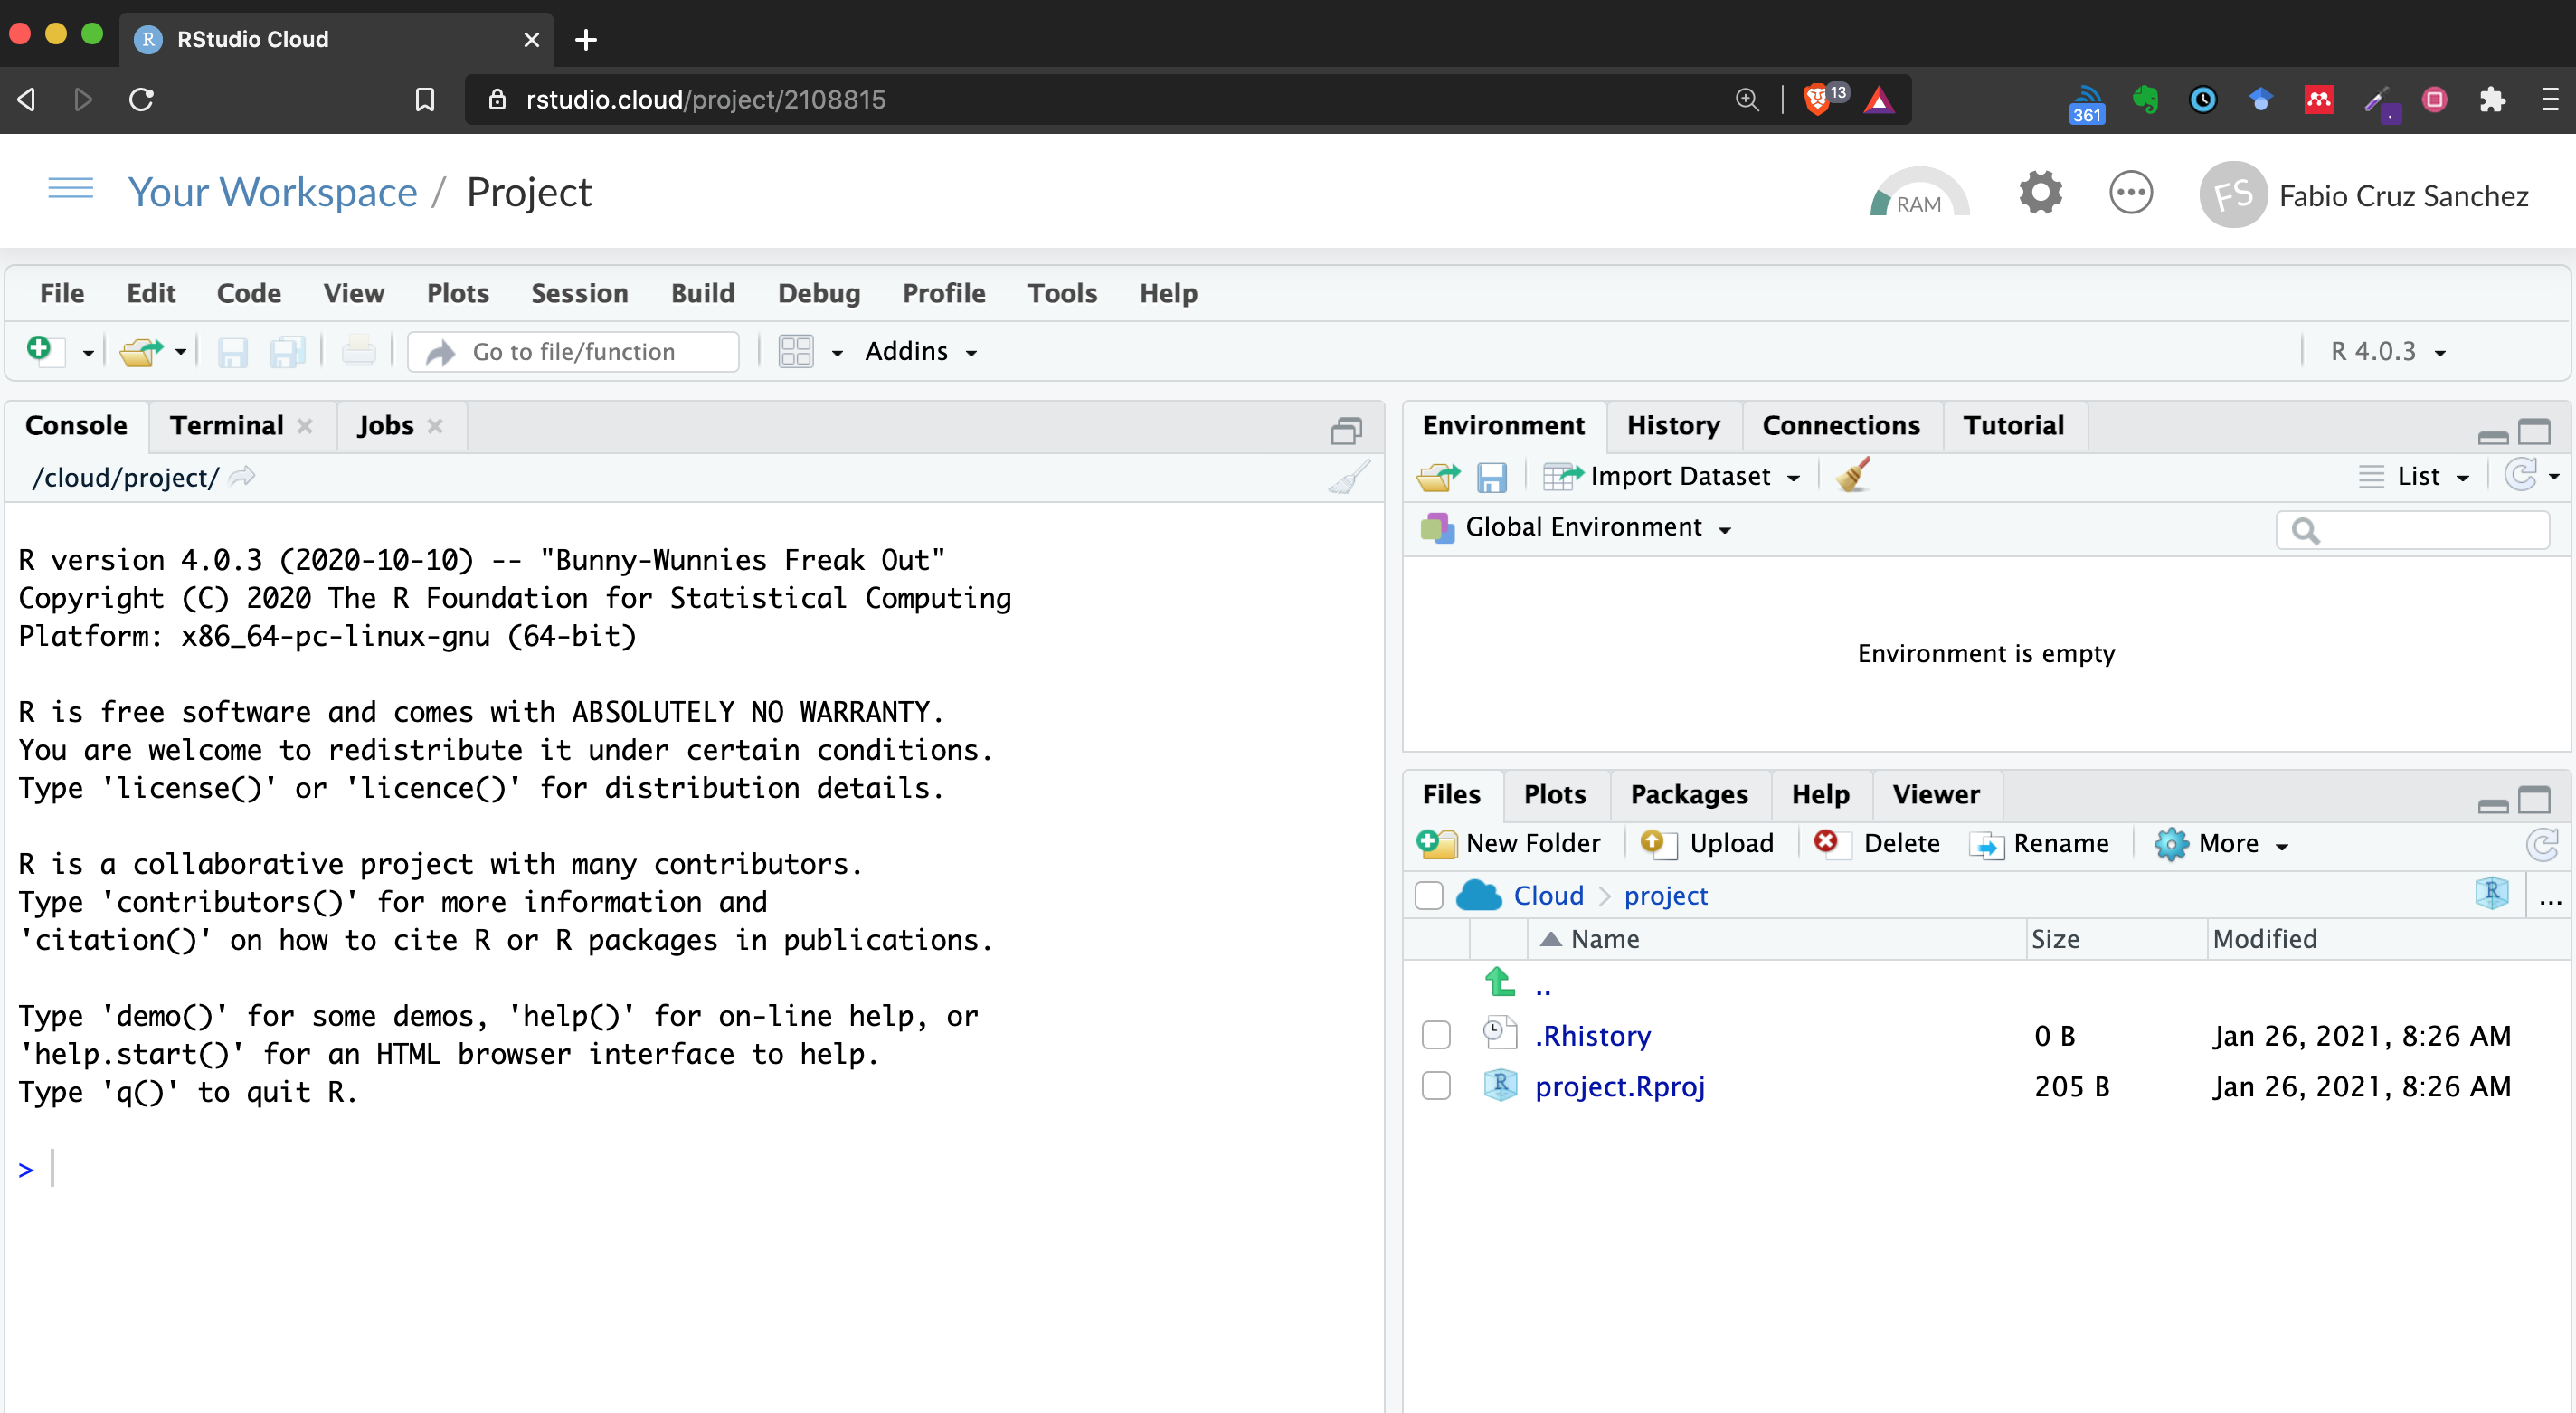 RStudio Cloud
rstudio.cloud/project/2108815
13
361
Your Workspace / Project
RAM
FS
Fabio Cruz Sanchez
File Edit Code View Plots Session Build Debug Profile Tools Help
Go to file/function
Addins
R 4.0.3
Console Terminal Jobs
/cloud/project/
R version 4.0.3 (2020-10-10) -- "Bunny-Wunnies Freak Out"
Copyright (C) 2020 The R Foundation for Statistical Computing
Platform: x86_64-pc-linux-gnu (64-bit)
R is free software and comes with ABSOLUTELY NO WARRANTY.
You are welcome to redistribute it under certain conditions.
Type 'license()' or 'licence()' for distribution details.
R is a collaborative project with many contributors.
Type 'contributors()' for more information and
'citation()' on how to cite R or R packages in publications.
Type 'demo()' for some demos, 'help()' for on-line help, or
'help.start()' for an HTML browser interface to help.
Type 'q()' to quit R.
>
Environment History Connections Tutorial
Import Dataset
List
Global Environment
Environment is empty
Files Plots Packages Help Viewer
New Folder Upload Delete Rename More
Cloud > project
...
Name Size Modified
..
.Rhistory 0 B Jan 26, 2021, 8:26 AM
project.Rproj 205 B Jan 26, 2021, 8:26 AM